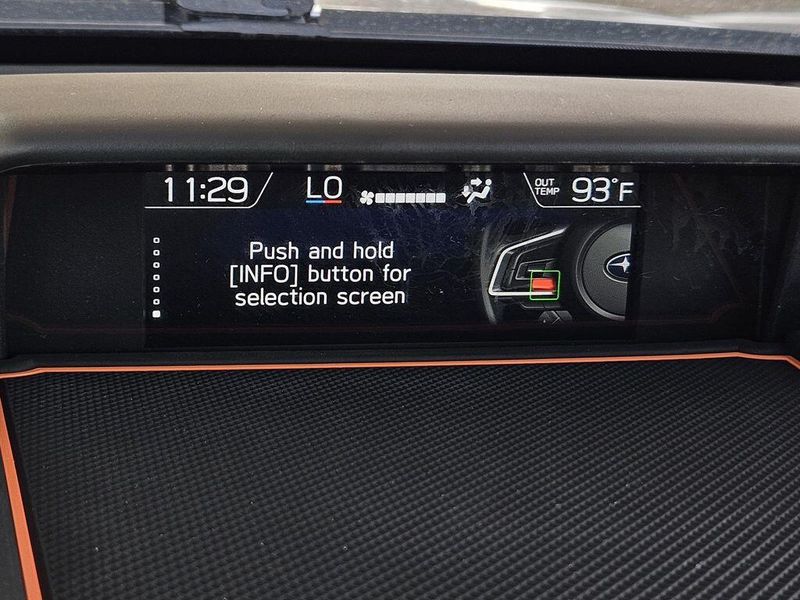 11:29
LO
OUT TEMP 93°F
Push and hold
[INFO] button for
selection screen